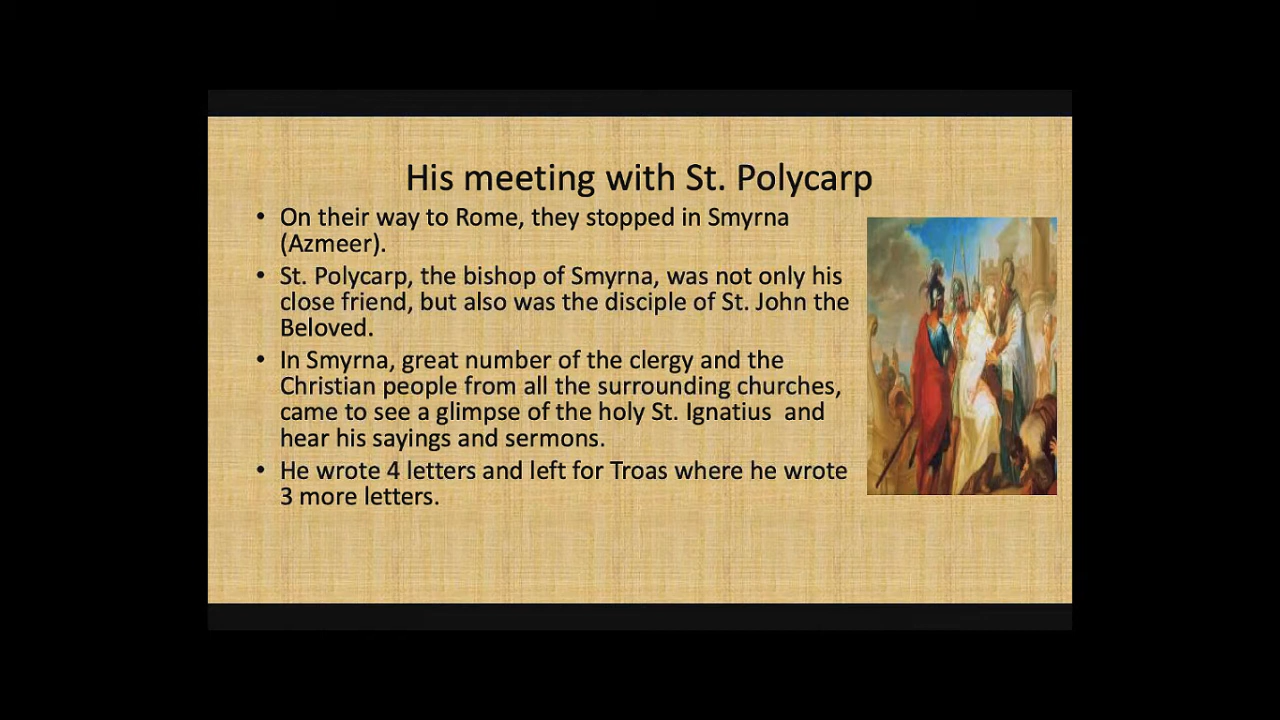 His meeting with St. Polycarp
• On their way to Rome, they stopped in Smyrna
(Azmeer).
• St. Polycarp, the bishop of Smyrna, was not only his
close friend, but also was the disciple of St. John the
Beloved.
• In Smyrna, great number of the clergy and the
Christian people from all the surrounding churches,
came to see a glimpse of the holy St. Ignatius  and
hear his sayings and sermons.
• He wrote 4 letters and left for Troas where he wrote
3 more letters.